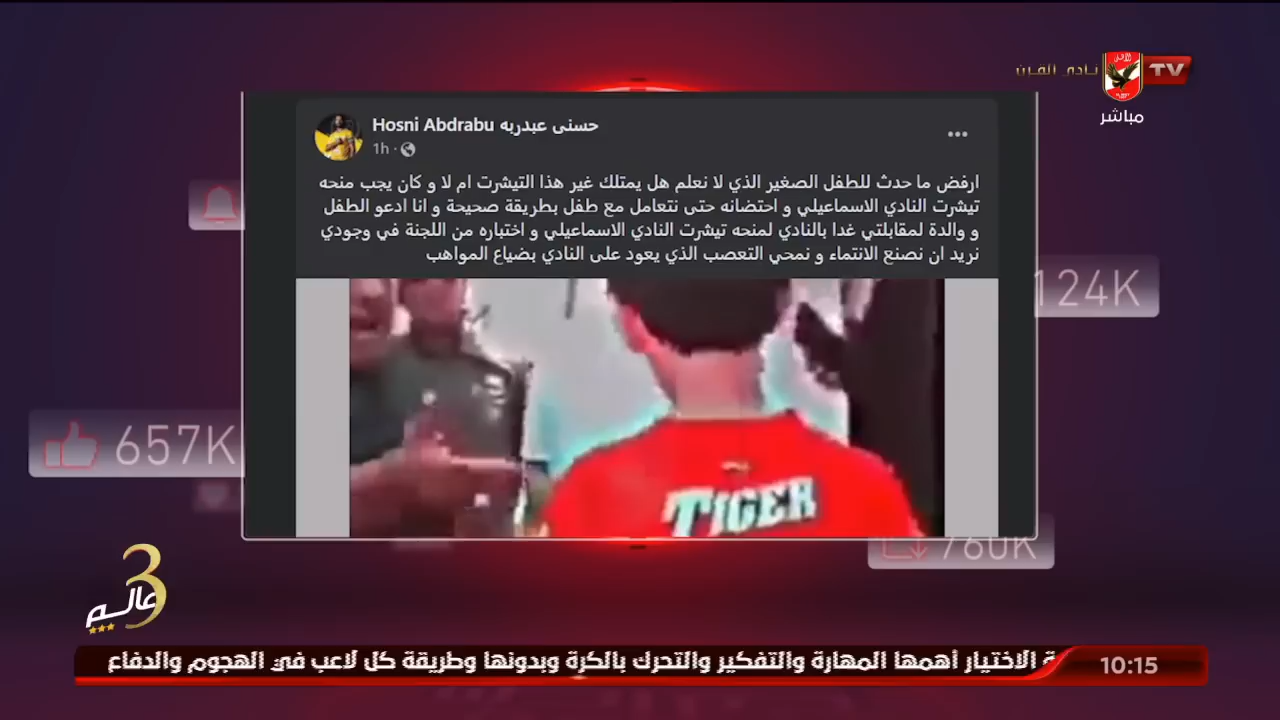 نادي القرن
TV
مباشر
Hosni Abdrabu حسنى عبدربه
1h ·
ارفض ما حدث للطفل الصغير الذي لا نعلم هل يمتلك غير هذا التيشرت ام لا و كان يجب منحه
تيشرت النادي الاسماعيلي و احتضانه حتى نتعامل مع طفل بطريقة صحيحة و انا ادعو الطفل
و والدة لمقابلتي غدا بالنادي لمنحه تيشرت النادي الاسماعيلي و اختباره من اللجنة في وجودي
نريد ان نصنع الانتماء و نمحي التعصب الذي يعود على النادي بضياع المواهب
124K
657K
TIGER
760K
3
عالم
ة الاختيار أهمها المهارة والتفكير والتحرك بالكرة وبدونها وطريقة كل لاعب في الهجوم والدفاع
10:15